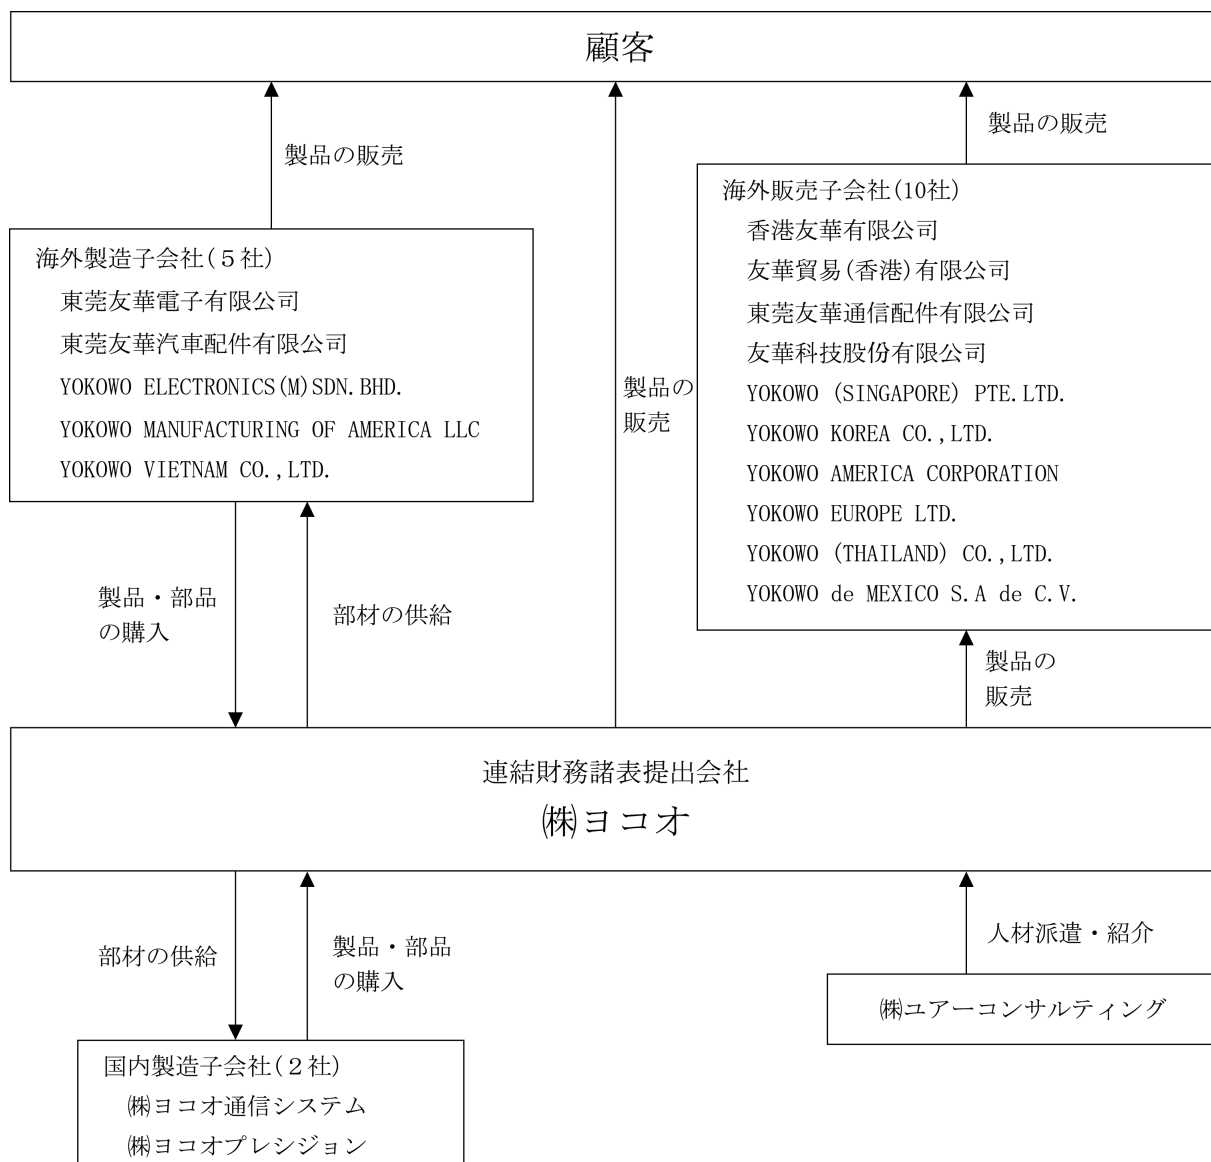 顧客
製品の販売
製品の販売
海外製造子会社(５社)
東莞友華電子有限公司
東莞友華汽車配件有限公司
YOKOWO ELECTRONICS(M)SDN.BHD.
YOKOWO MANUFACTURING OF AMERICA LLC
YOKOWO VIETNAM CO.,LTD.
製品の
販売
海外販売子会社(10社)
香港友華有限公司
友華貿易(香港)有限公司
東莞友華通信配件有限公司
友華科技股份有限公司
YOKOWO (SINGAPORE) PTE.LTD.
YOKOWO KOREA CO.,LTD.
YOKOWO AMERICA CORPORATION
YOKOWO EUROPE LTD.
YOKOWO (THAILAND) CO.,LTD.
YOKOWO de MEXICO S.A de C.V.
製品・部品
の購入
部材の供給
製品の
販売
連結財務諸表提出会社
㈱ヨコオ
部材の供給
製品・部品
の購入
人材派遣・紹介
㈱ユアーコンサルティング
国内製造子会社(２社)
㈱ヨコオ通信システム
㈱ヨコオプレシジョン